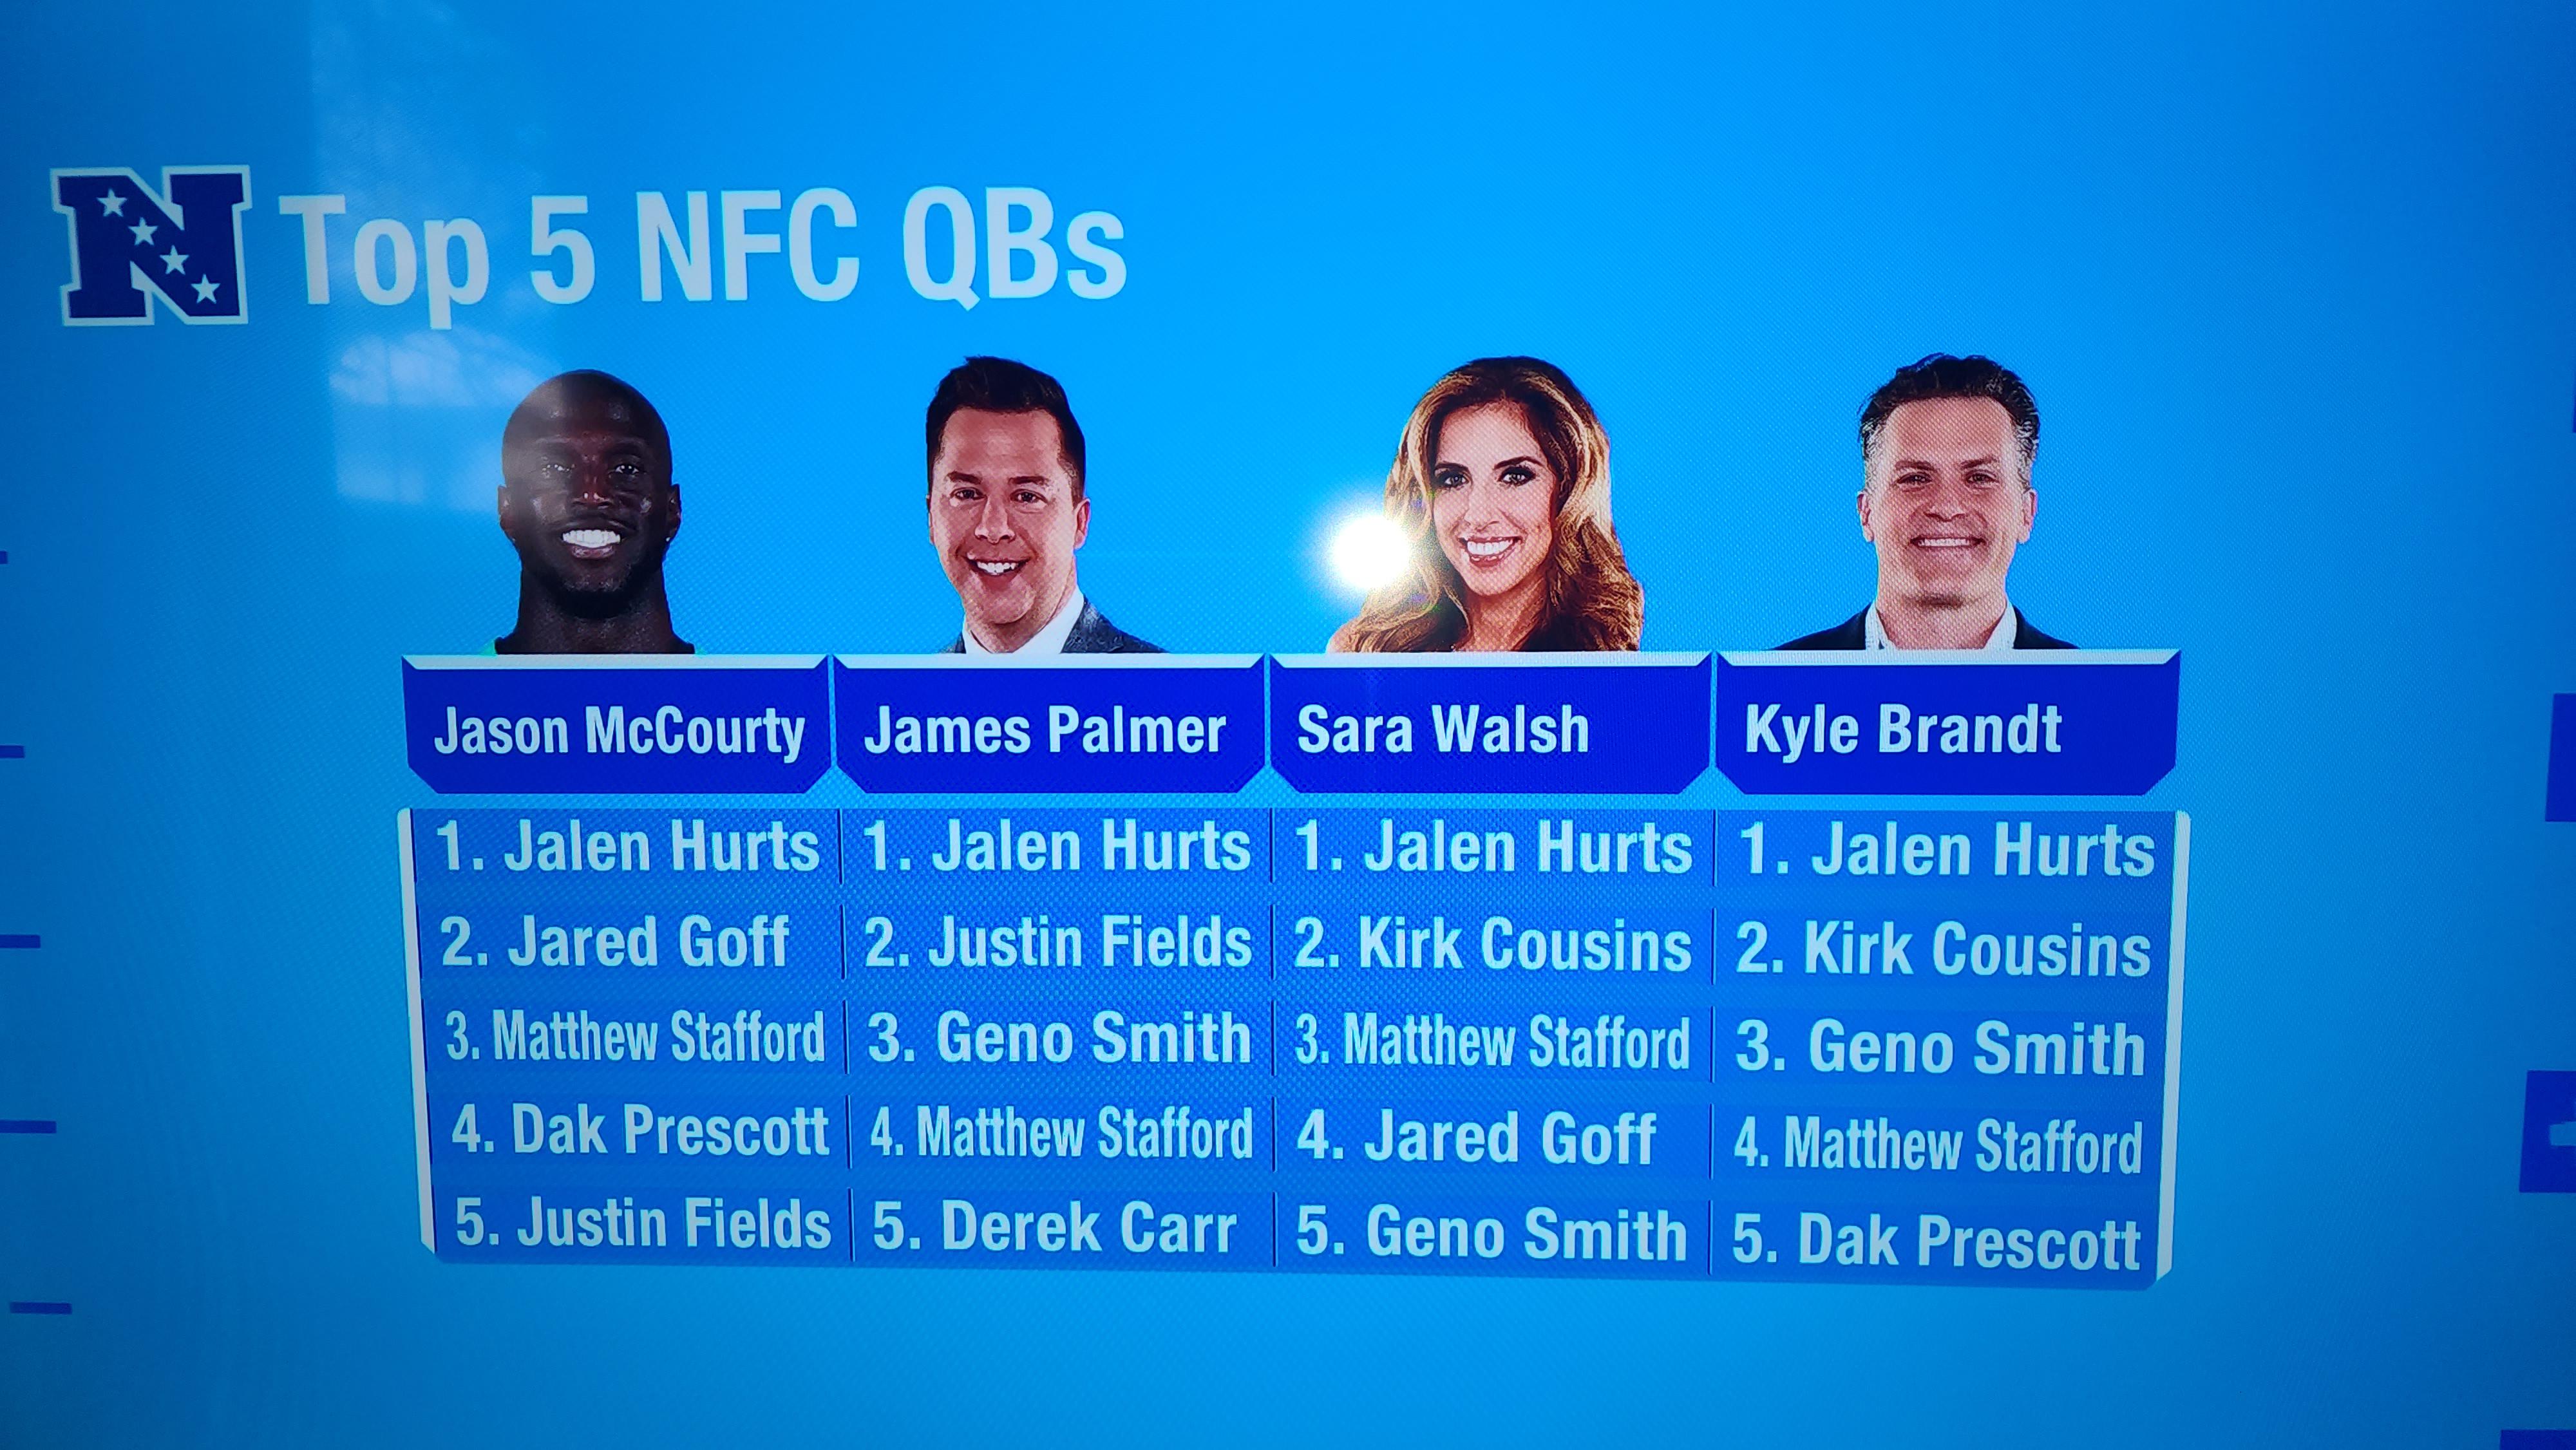 N Top 5 NFC QBs
Jason McCourty
1. Jalen Hurts
2. Jared Goff
3. Matthew Stafford
4. Dak Prescott
5. Justin Fields
James Palmer
1. Jalen Hurts
2. Justin Fields
3. Geno Smith
4. Matthew Stafford
5. Derek Carr
Sara Walsh
1. Jalen Hurts
2. Kirk Cousins
3. Matthew Stafford
4. Jared Goff
5. Geno Smith
Kyle Brandt
1. Jalen Hurts
2. Kirk Cousins
3. Geno Smith
4. Matthew Stafford
5. Dak Prescott